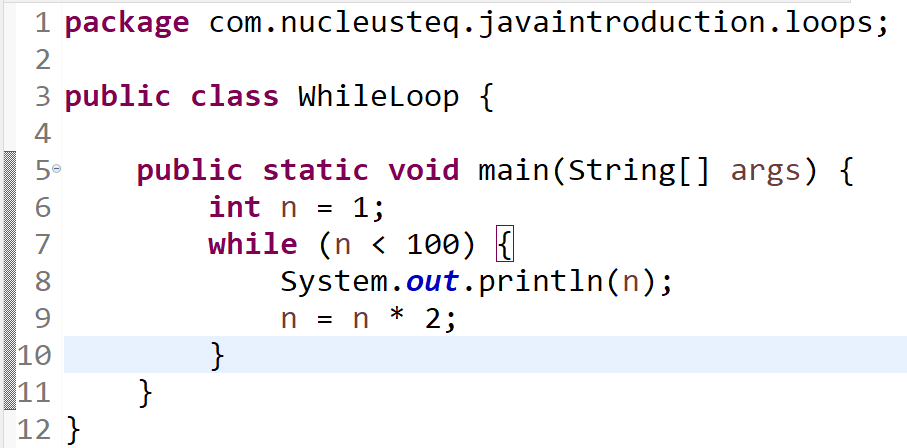 1 package com.nucleusteq.javaintroduction.loops;
2
3 public class WhileLoop {
4
5     public static void main(String[] args) {
6         int n = 1;
7         while (n < 100) {
8             System.out.println(n);
9             n = n * 2;
10         }
11     }
12 }